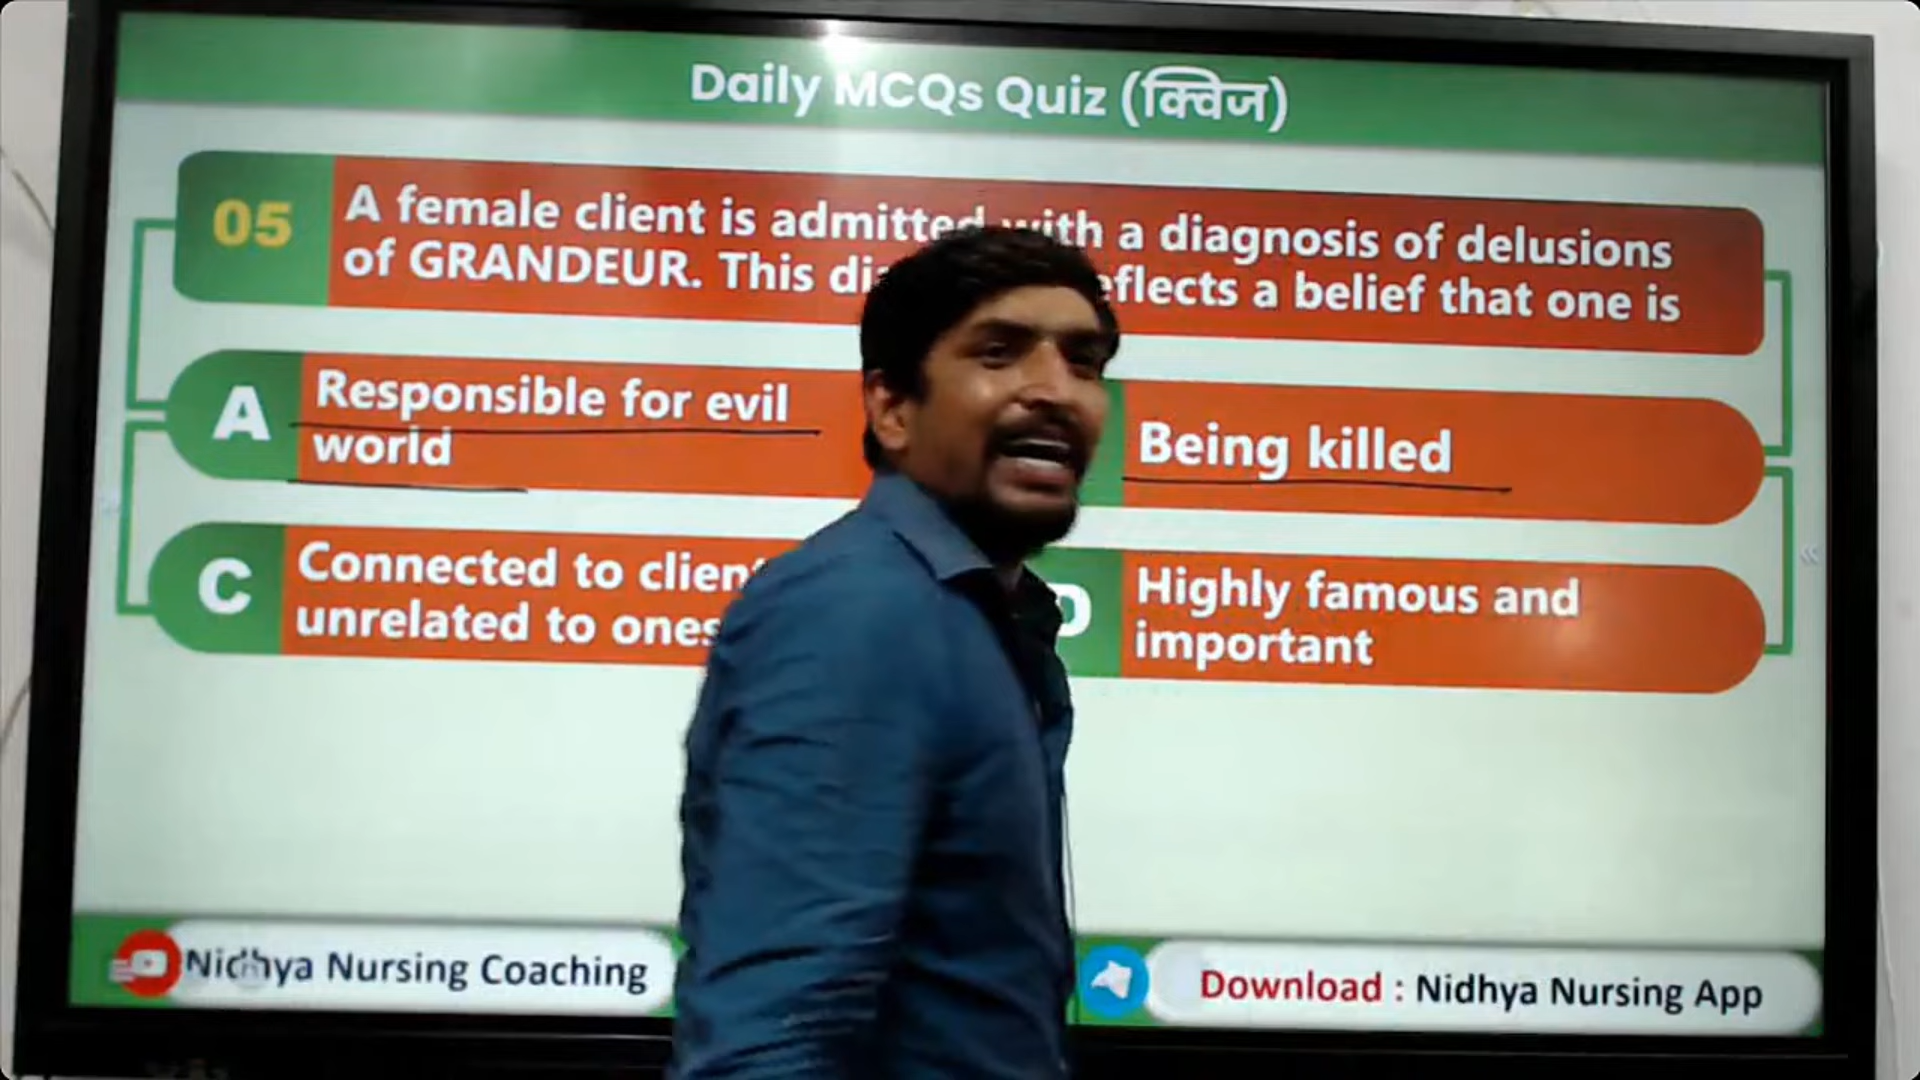 Daily MCQs Quiz (क्विज)
05
A female client is admitted with a diagnosis of delusions
of GRANDEUR. This a belief that one is
A
Responsible for evil
world
Being killed
C
Connected to
unrelated to
D
Highly famous and
important
Nidhya Nursing Coaching
Download : Nidhya Nursing App